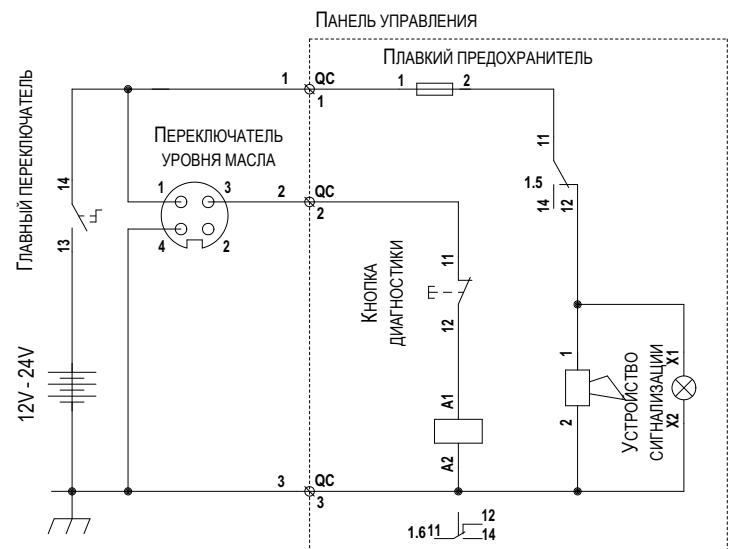 ПАНЕЛЬ УПРАВЛЕНИЯ
ПЛАВКИЙ ПРЕДОХРАНИТЕЛЬ
1 QC 1 2
1
ГЛАВНЫЙ ПЕРЕКЛЮЧАТЕЛЬ
ПЕРЕКЛЮЧАТЕЛЬ
УРОВНЯ МАСЛА
14
13
1 3
4 2
2 QC
2
11
1.5
14 12
КНОПКА
ДИАГНОСТИКИ
11
12
12V - 24V
A1
A2
1
2
УСТРОЙСТВО
СИГНАЛИЗАЦИИ
X1
X2
3 QC
3
12
1.6 11 14